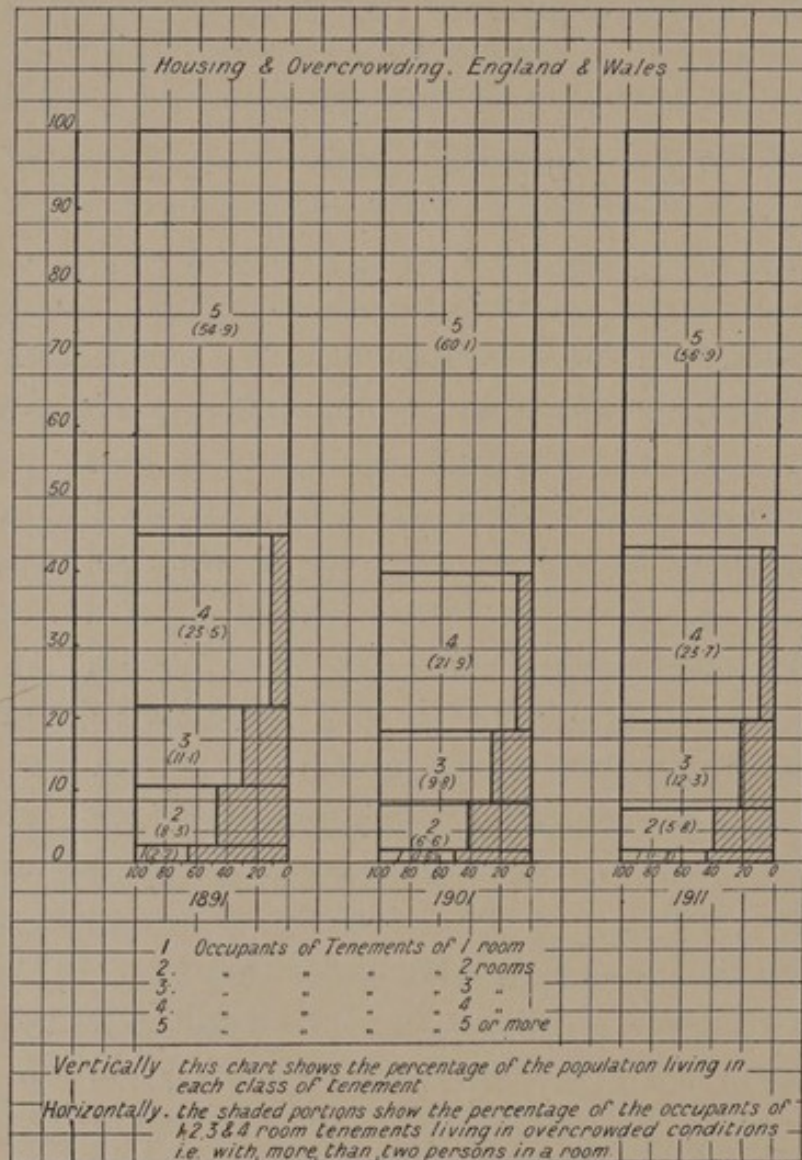 Housing & Overcrowding. England & Wales
100
90
80
70
60
50
40
30
20
10
0
5
(54·9)
4
(23·5)
3
(11·1)
2
(8·3)
1(2·2)
100 80 60 40 20 0
1891
5
(60·1)
4
(21·9)
3
(9·8)
2
(6·6)
100 80 60 40 20 0
1901
5
(56·9)
4
(23·7)
3
(12·3)
2(5·8)
100 80 60 40 20 0
1911
1 Occupants of Tenements of 1 room
2. „ „ „ „ 2 rooms
3. „ „ „ „ 3 „
4. „ „ „ „ 4 „
5 „ „ „ „ 5 or more
Vertically this chart shows the percentage of the population living in
each class of tenement
Horizontally. the shaded portions show the percentage of the occupants of
1,2,3 & 4 room tenements living in overcrowded conditions
i.e. with more than two persons in a room.